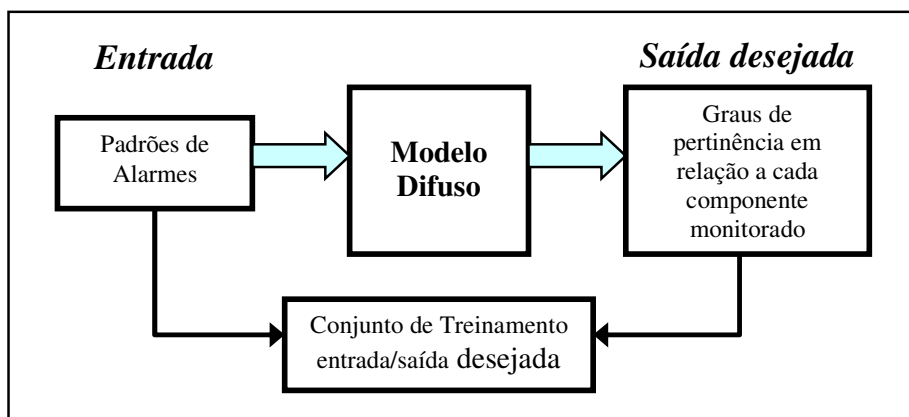 Entrada
Saída desejada
Padrões de
Alarmes
Modelo
Difuso
Graus de
pertinência em
relação a cada
componente
monitorado
Conjunto de Treinamento
entrada/saída desejada